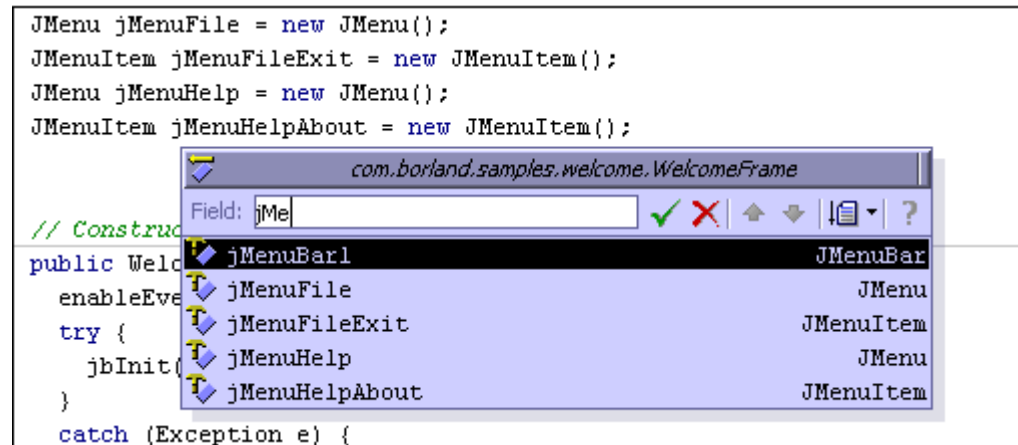 JMenu jMenuFile = new JMenu();
JMenuItem jMenuFileExit = new JMenuItem();
JMenu jMenuHelp = new JMenu();
JMenuItem jMenuHelpAbout = new JMenuItem();
com.borland.samples.welcome.WelcomeFrame
Field: jMe
// Construc
jMenuBar1 JMenuBar
public Welc
jMenuFile JMenu
enableEve
jMenuFileExit JMenuItem
try {
jMenuHelp JMenu
jbInit(
jMenuHelpAbout JMenuItem
}
catch (Exception e) {